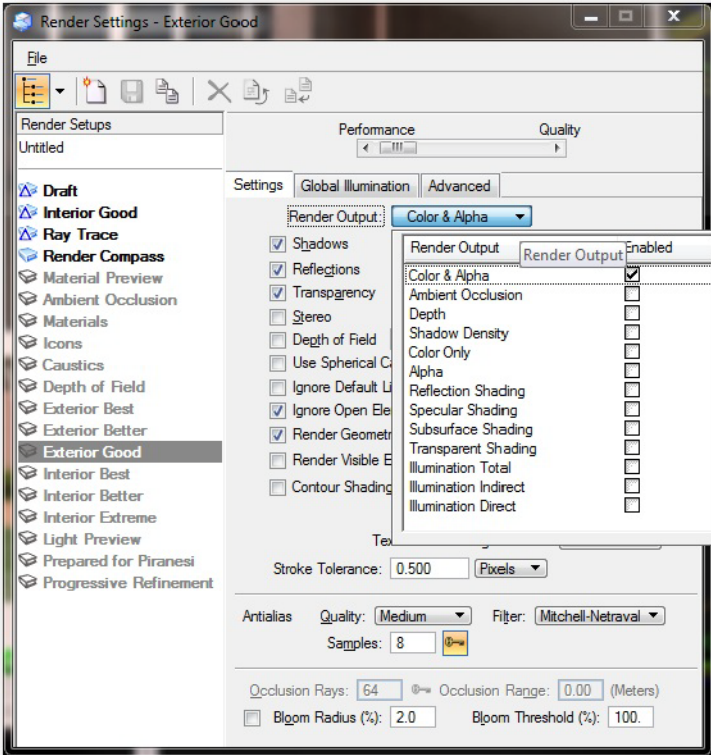 Render Settings - Exterior Good
File
Render Setups
Untitled
Draft
Interior Good
Ray Trace
Render Compass
Material Preview
Ambient Occlusion
Materials
Icons
Caustics
Depth of Field
Exterior Best
Exterior Better
Exterior Good
Interior Best
Interior Better
Interior Extreme
Light Preview
Prepared for Piranesi
Progressive Refinement
Performance Quality
Settings Global Illumination Advanced
Render Output: Color & Alpha
Shadows
Reflections
Transparency
Stereo
Depth of Field
Use Spherical
Ignore Default
Ignore Open
Render
Render Visible
Contour Shading
Render Output Enabled
Render Output
Color & Alpha
Ambient Occlusion
Depth
Shadow Density
Color Only
Alpha
Reflection Shading
Specular Shading
Subsurface Shading
Transparent Shading
Illumination Total
Illumination Indirect
Illumination Direct
Stroke Tolerance: 0.500 Pixels
Antialias Quality: Medium Filter: Mitchell-Netraval
Samples: 8
Occlusion Rays: 64 Occlusion Range: 0.00 (Meters)
Bloom Radius (%): 2.0 Bloom Threshold (%): 100.